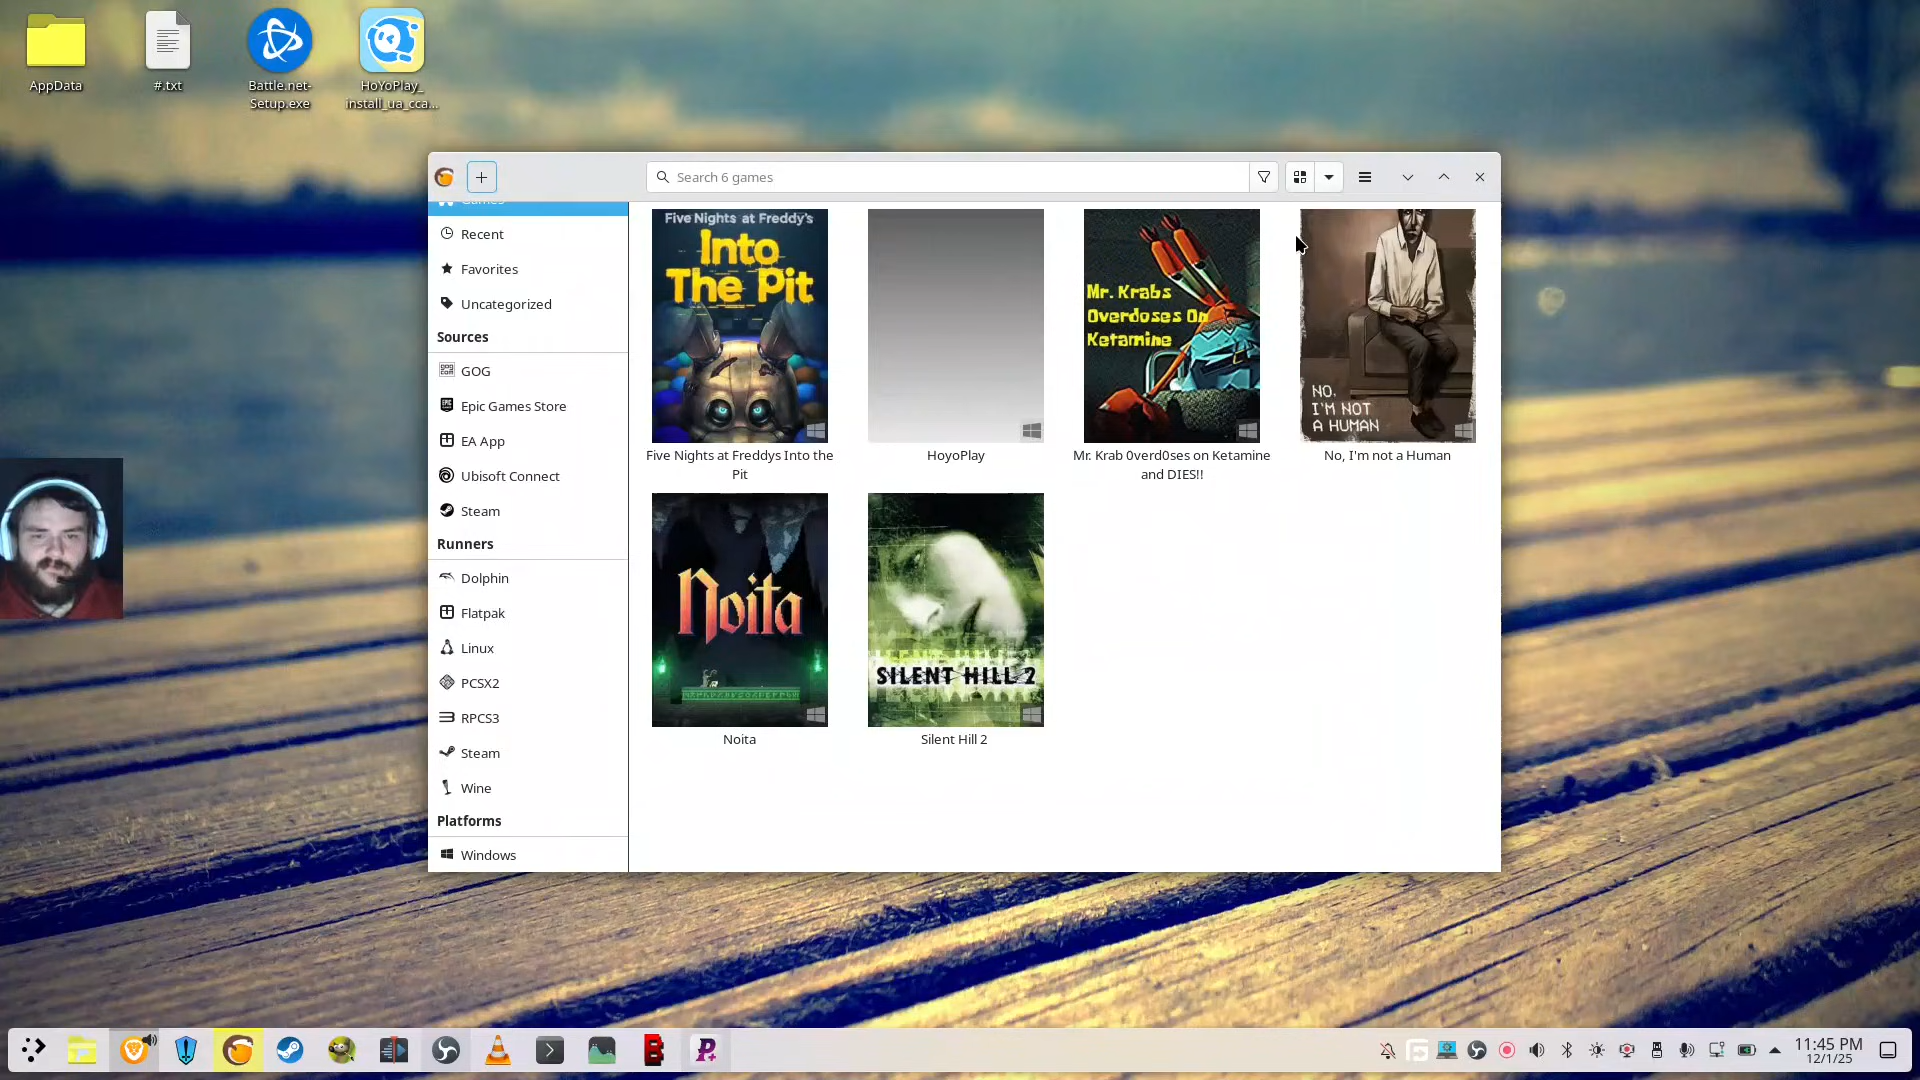 AppData
#.txt
Battle.net-
Setup.exe
HoYoPlay_
install_ua_cca...
Search 6 games
Games
Recent
Favorites
Uncategorized
Sources
GOG
Epic Games Store
EA App
Ubisoft Connect
Steam
Runners
Dolphin
Flatpak
Linux
PCSX2
RPCS3
Steam
Wine
Platforms
Windows
Five Nights at Freddy's
Into
The Pit
Five Nights at Freddys Into the
Pit
HoyoPlay
Mr. Krabs
Overdoses On
Ketamine
Mr. Krab 0verd0ses on Ketamine
and DIES!!
NO,
I'M NOT
A HUMAN
No, I'm not a Human
Noita
Noita
SILENT HILL 2
Silent Hill 2
11:45 PM
12/1/25